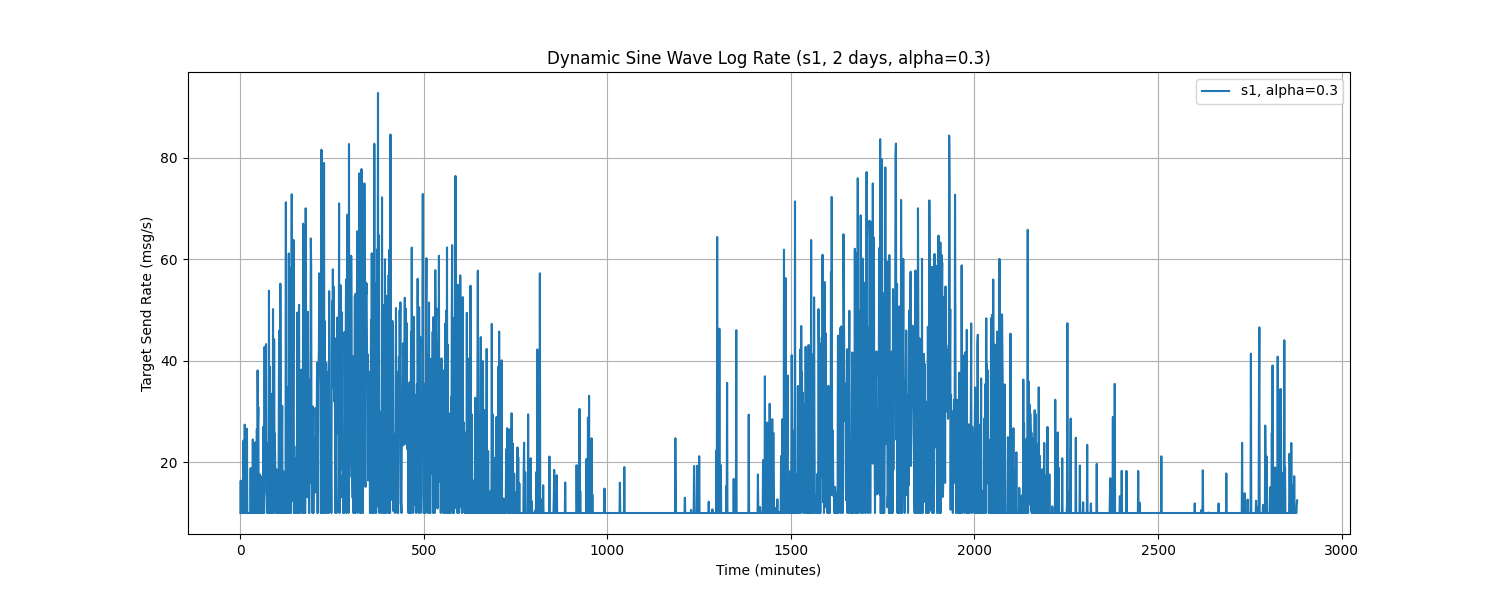 Dynamic Sine Wave Log Rate (s1, 2 days, alpha=0.3)
s1, alpha=0.3
Target Send Rate (msg/s)
80
60
40
20
0 500 1000 1500 2000 2500 3000
Time (minutes)